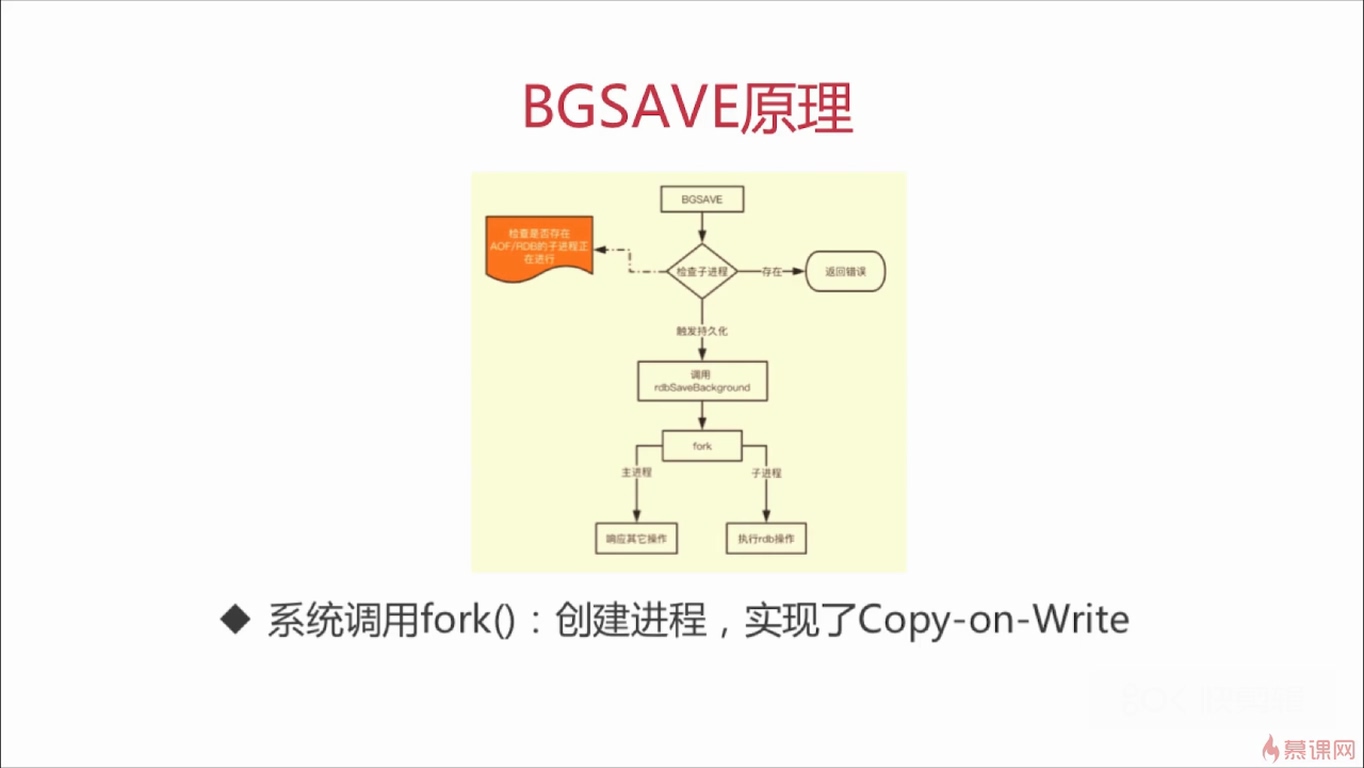 BGSAVE原理
BGSAVE
检查是否存在
AOF/RDB的子进程正
在进行
检查子进程
存在
返回错误
触发持久化
调用
rdbSaveBackground
fork
主进程
子进程
响应其它操作
执行rdb操作
◆ 系统调用fork()：创建进程，实现了Copy-on-Write
慕课网